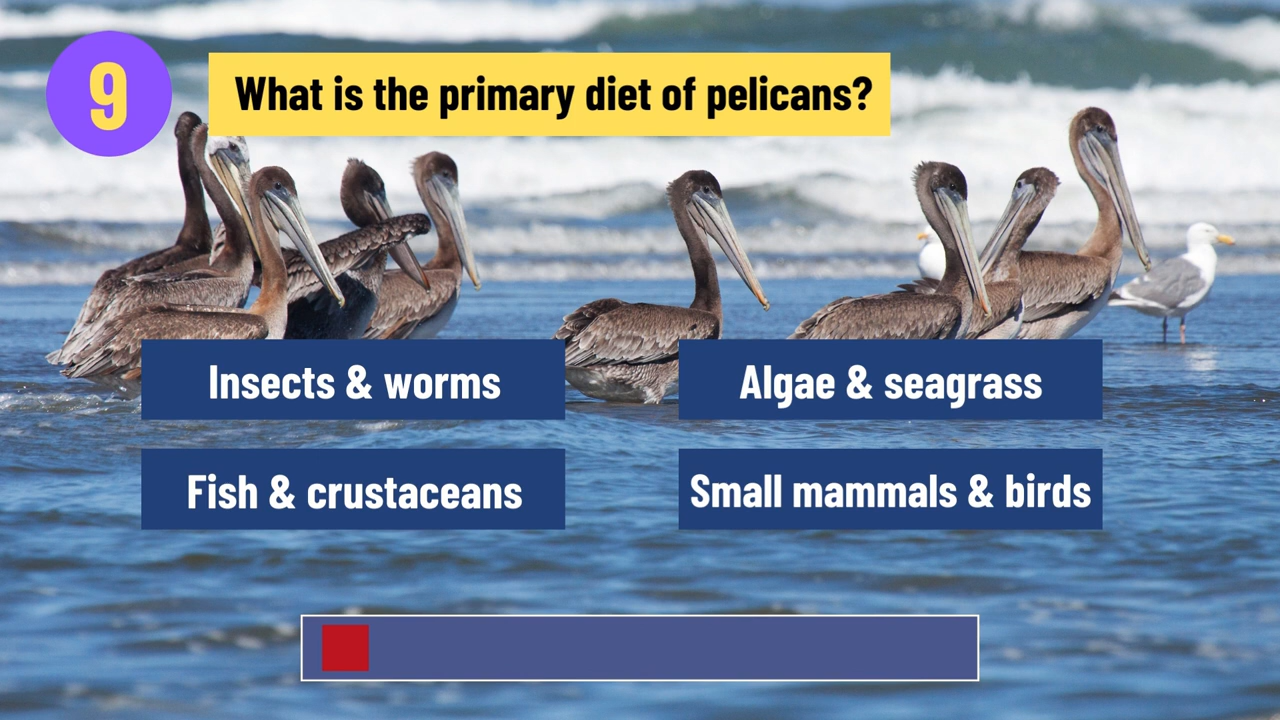 9
What is the primary diet of pelicans?
Insects & worms
Algae & seagrass
Fish & crustaceans
Small mammals & birds